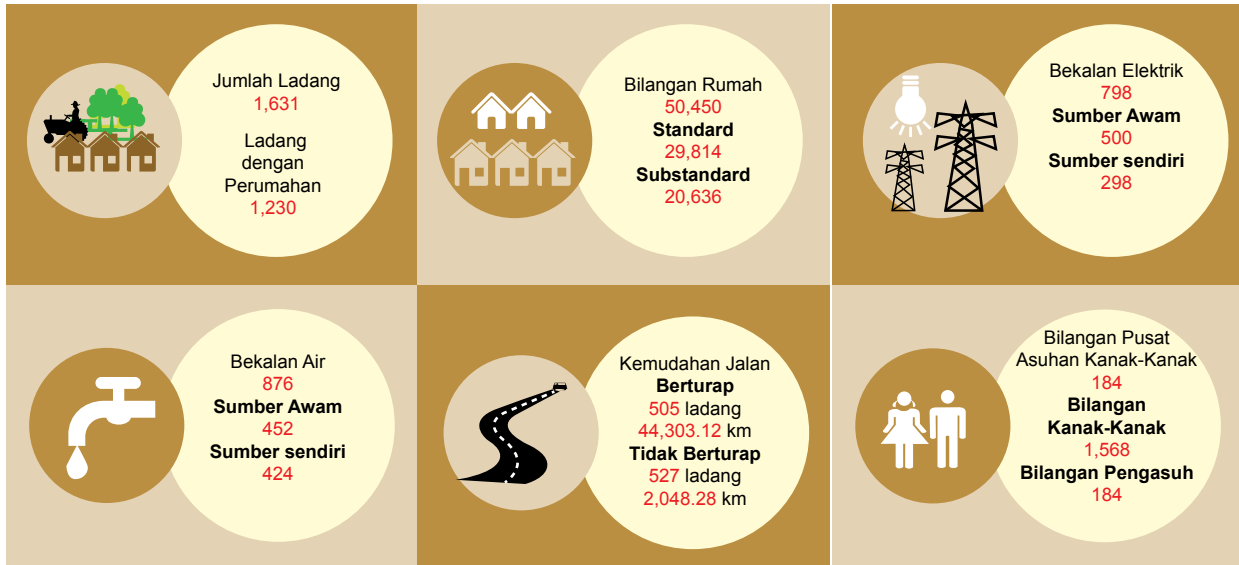 Jumlah Ladang
1,631
Ladang
dengan
Perumahan
1,230
Bilangan Rumah
50,450
Standard
29,814
Substandard
20,636
Bekalan Elektrik
798
Sumber Awam
500
Sumber sendiri
298
Bekalan Air
876
Sumber Awam
452
Sumber sendiri
424
Kemudahan Jalan
Berturap
505 ladang
44,303.12 km
Tidak Berturap
527 ladang
2,048.28 km
Bilangan Pusat
Asuhan Kanak-Kanak
184
Bilangan
Kanak-Kanak
1,568
Bilangan Pengasuh
184